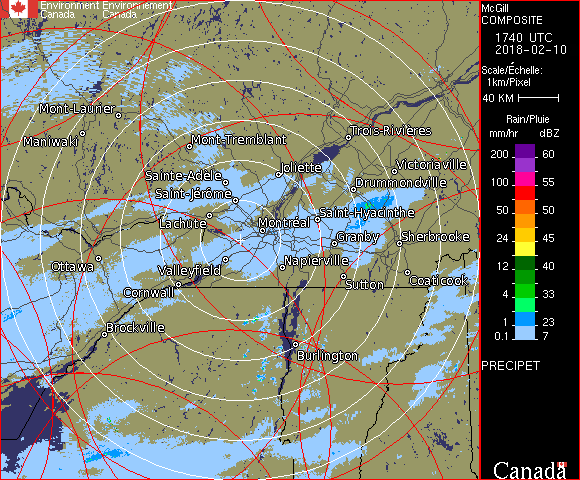 Environment Environnement
Canada Canada
McGill
COMPOSITE
1740 UTC
2018-02-10
Scale/Échelle:
1km/Pixel
40 KM
Rain/Pluie
mm/hr dBZ
200 60
100 55
50 50
24 45
12 40
4 33
2 23
0.1 7
PRECIPET
Canada
Mont-Laurier
Maniwaki
Mont-Tremblant
Trois-Rivières
Joliette
Victoriaville
Sainte-Adèle
Drummondville
Saint-Jérôme
Saint-Hyacinthe
Lachute
Montréal
Granby
Sherbrooke
Ottawa
Valleyfield
Napierville
Cornwall
Sutton
Coaticook
Brockville
Burlington